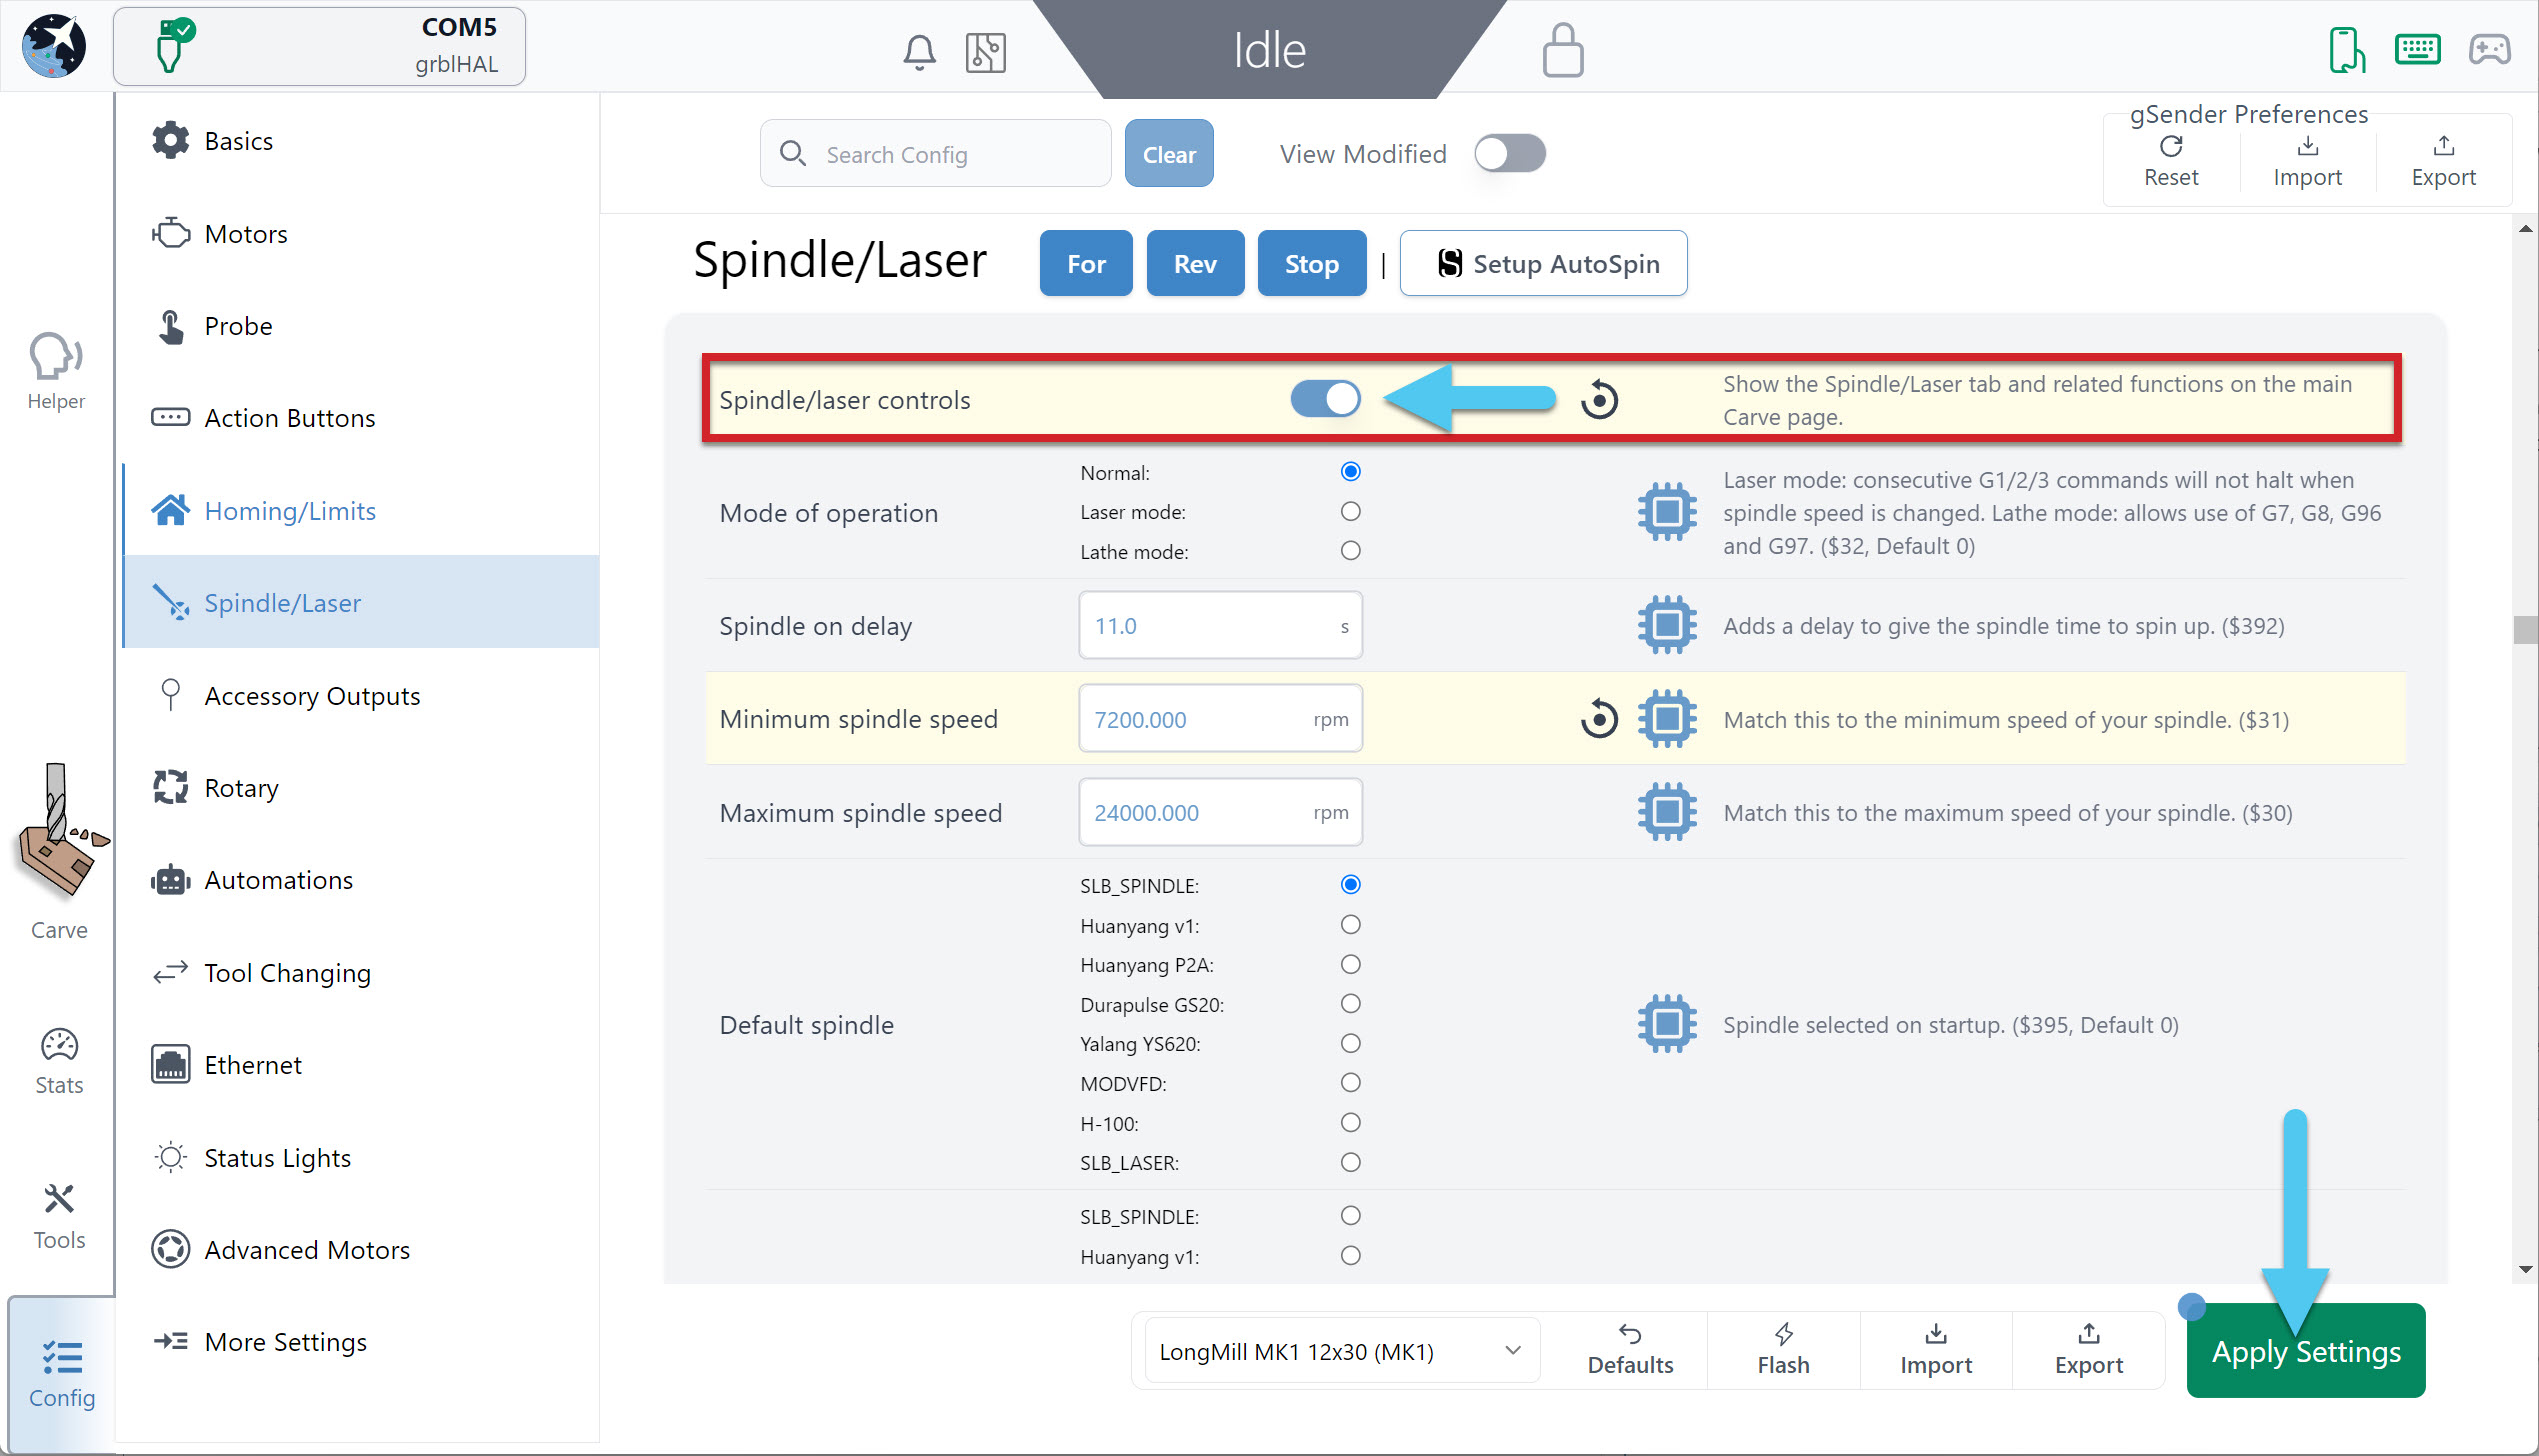 COM5
grblHAL
Idle
Helper
Carve
Stats
Tools
Config
Basics
Motors
Probe
Action Buttons
Homing/Limits
Spindle/Laser
Accessory Outputs
Rotary
Automations
Tool Changing
Ethernet
Status Lights
Advanced Motors
More Settings
Search Config
Clear
View Modified
gSender Preferences
Reset
Import
Export
Spindle/Laser
For
Rev
Stop
|
Setup AutoSpin
Spindle/laser controls
Show the Spindle/Laser tab and related functions on the main
Carve page.
Mode of operation
Normal:
Laser mode:
Lathe mode:
Laser mode: consecutive G1/2/3 commands will not halt when
spindle speed is changed. Lathe mode: allows use of G7, G8, G96
and G97. ($32, Default 0)
Spindle on delay
11.0 s
Adds a delay to give the spindle time to spin up. ($392)
Minimum spindle speed
7200.000 rpm
Match this to the minimum speed of your spindle. ($31)
Maximum spindle speed
24000.000 rpm
Match this to the maximum speed of your spindle. ($30)
Default spindle
SLB_SPINDLE:
Huanyang v1:
Huanyang P2A:
Durapulse GS20:
Yalang YS620:
MODVFD:
H-100:
SLB_LASER:
Spindle selected on startup. ($395, Default 0)
SLB_SPINDLE:
Huanyang v1:
LongMill MK1 12x30 (MK1)
Defaults
Flash
Import
Export
Apply Settings